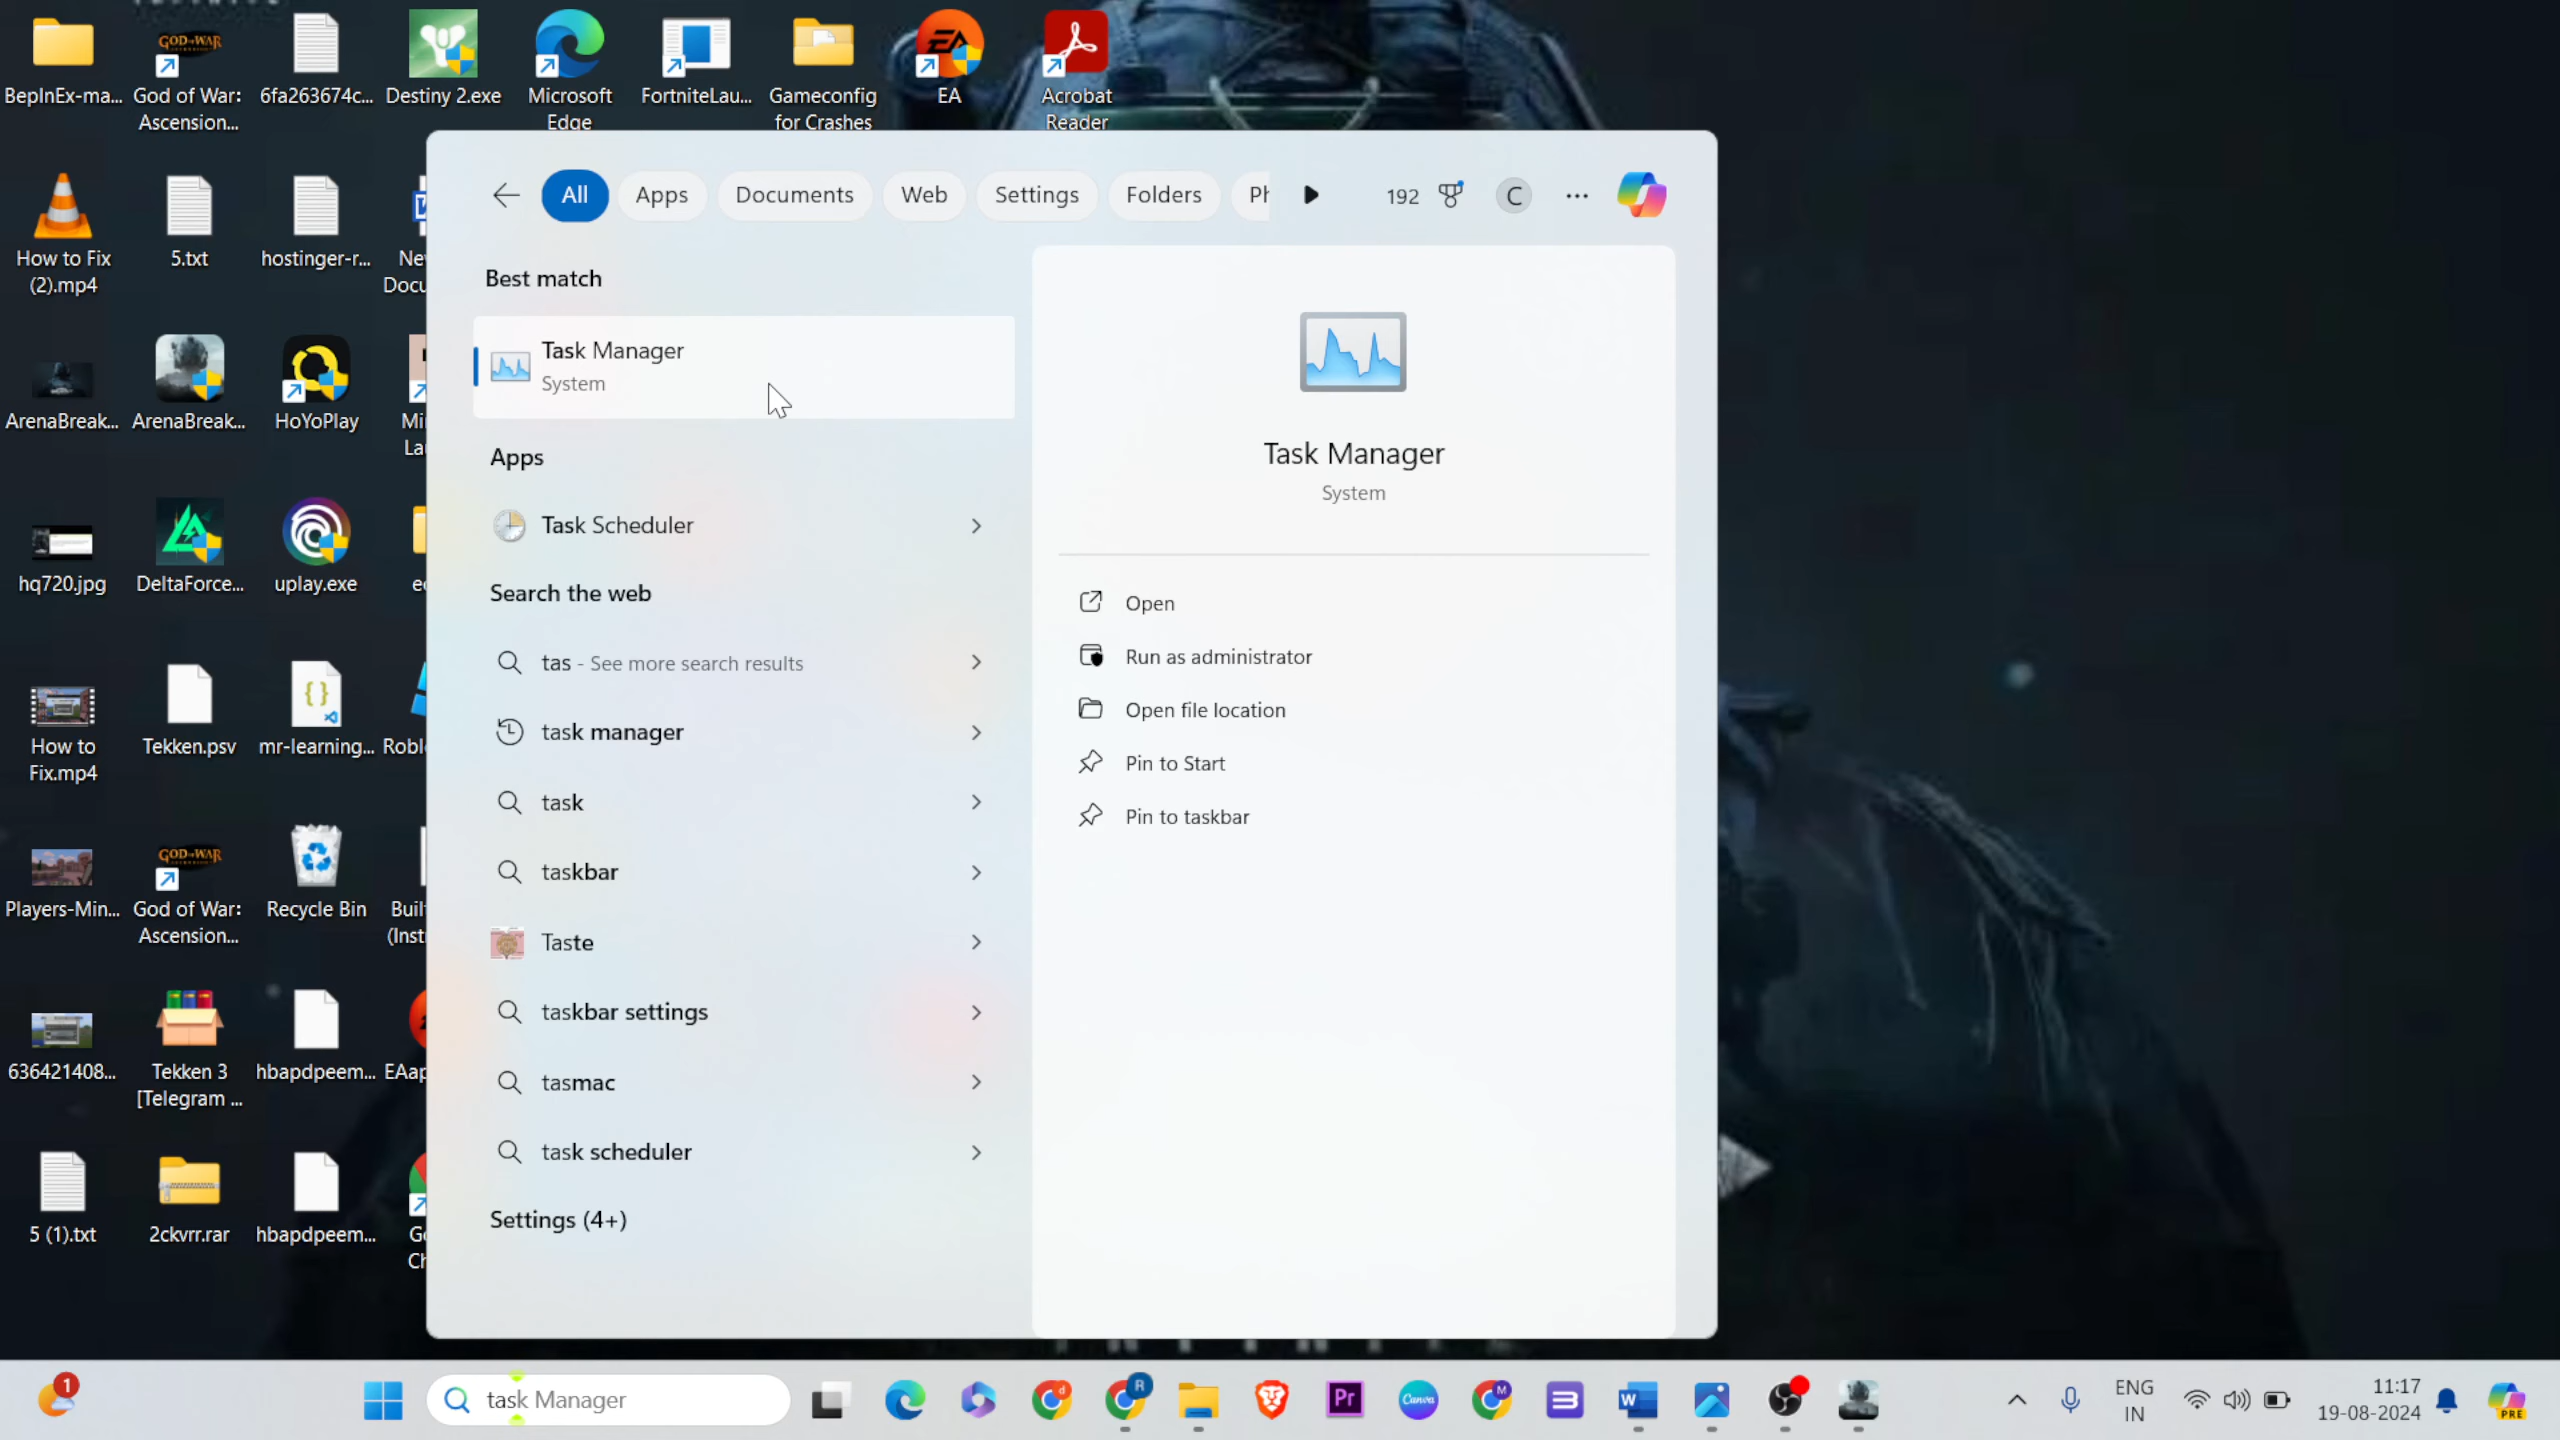 BepInEx-ma...
God of War:
Ascension...
6fa263674c...
Destiny 2.exe
Microsoft
Edge
FortniteLau...
Gameconfig
for Crashes
EA
Acrobat
Reader
How to Fix
(2).mp4
5.txt
hostinger-r...
ArenaBreak...
ArenaBreak...
HoYoPlay
hq720.jpg
DeltaForce...
uplay.exe
How to
Fix.mp4
Tekken.psv
mr-learning...
Players-Min...
God of War:
Ascension...
Recycle Bin
636421408...
Tekken 3
[Telegram ...
hbapdpeem...
5 (1).txt
2ckvrr.rar
hbapdpeem...
All
Apps
Documents
Web
Settings
Folders
192
C
Best match
Task Manager
System
Apps
Task Scheduler
Search the web
tas - See more search results
task manager
task
taskbar
Taste
taskbar settings
tasmac
task scheduler
Settings (4+)
Task Manager
System
Open
Run as administrator
Open file location
Pin to Start
Pin to taskbar
1
task Manager
ENG
IN
11:17
19-08-2024
PRE